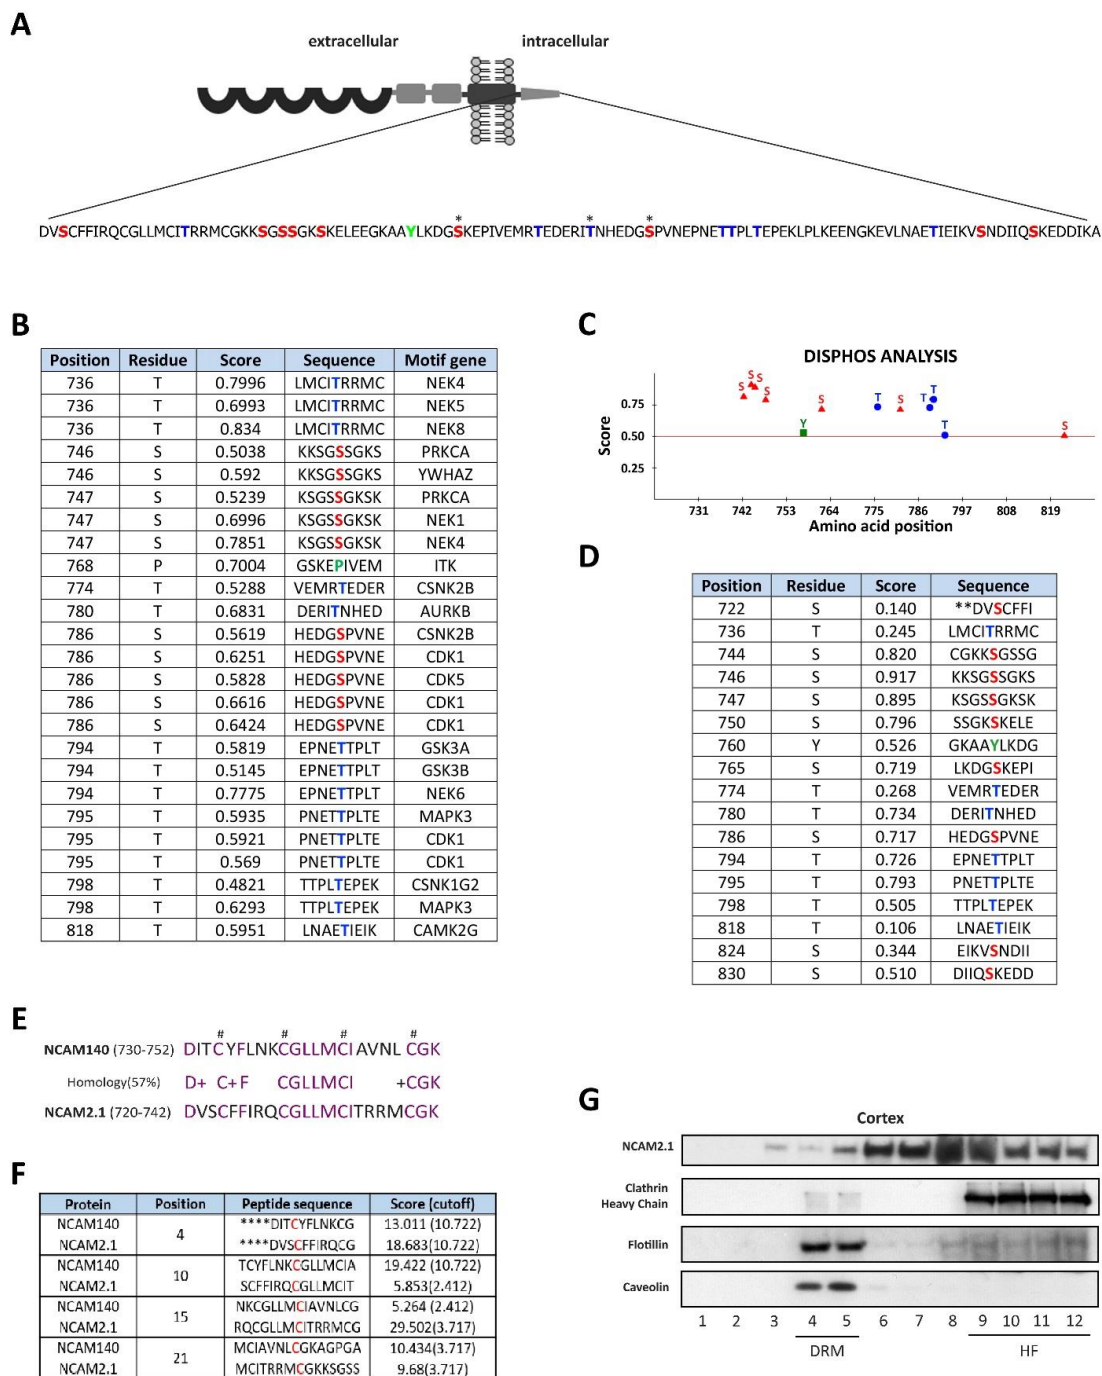 A
extracellular
intracellular
* * *
DVSCFFIRQCGLLMCITRRMCGKKSGSSGKSKELEEGKAAYLKDGSKEPIVEMRTEDERITNHEDGSPVNEPNETTPLTEPEKLPLKEENGKEVLNAETIEIKVSNDIIQSKEDDIKA
B
Position Residue Score Sequence Motif gene
736 T 0.7996 LMCITRRMC NEK4
736 T 0.6993 LMCITRRMC NEK5
736 T 0.834 LMCITRRMC NEK8
746 S 0.5038 KKSGSSGKS PRKCA
746 S 0.592 KKSGSSGKS YWHAZ
747 S 0.5239 KSGSSGKSK PRKCA
747 S 0.6996 KSGSSGKSK NEK1
747 S 0.7851 KSGSSGKSK NEK4
768 P 0.7004 GSKEPIVEM ITK
774 T 0.5288 VEMRTEDER CSNK2B
780 T 0.6831 DERITNHED AURKB
786 S 0.5619 HEDGSPVNE CSNK2B
786 S 0.6251 HEDGSPVNE CDK1
786 S 0.5828 HEDGSPVNE CDK5
786 S 0.6616 HEDGSPVNE CDK1
786 S 0.6424 HEDGSPVNE CDK1
794 T 0.5819 EPNETTPLT GSK3A
794 T 0.5145 EPNETTPLT GSK3B
794 T 0.7775 EPNETTPLT NEK6
795 T 0.5935 PNETTPLTE MAPK3
795 T 0.5921 PNETTPLTE CDK1
795 T 0.569 PNETTPLTE CDK1
798 T 0.4821 TTPLTEPEK CSNK1G2
798 T 0.6293 TTPLTEPEK MAPK3
818 T 0.5951 LNAETIEIK CAMK2G
C
DISPHOS ANALYSIS
Score
0.75
0.50
0.25
S S S S Y S T S T T T S
731 742 753 764 775 786 797 808 819
Amino acid position
D
Position Residue Score Sequence
722 S 0.140 **DVSCFFI
736 T 0.245 LMCITRRMC
744 S 0.820 CGKKSGSSG
746 S 0.917 KKSGSSGKS
747 S 0.895 KSGSSGKSK
750 S 0.796 SSGKSKELE
760 Y 0.526 GKAAYLKDG
765 S 0.719 LKDGSKEPI
774 T 0.268 VEMRTEDER
780 T 0.734 DERITNHED
786 S 0.717 HEDGSPVNE
794 T 0.726 EPNETTPLT
795 T 0.793 PNETTPLTE
798 T 0.505 TTPLTEPEK
818 T 0.106 LNAETIEIK
824 S 0.344 EIKVSNDII
830 S 0.510 DIIQSKEDD
E
# # # #
NCAM140 (730-752) DITCYFLNKCGLLMCIAVNLCGK
Homology(57%) D+ C+F CGLLMCI +CGK
NCAM2.1 (720-742) DVSCFFIRQCGLLMCITRRMCGK
F
Protein Position Peptide sequence Score (cutoff)
NCAM140 4 ****DITCYFLNKCG 13.011 (10.722)
NCAM2.1 ****DVSCFFIRQCG 18.683(10.722)
NCAM140 10 TCYFLNKCGLLMCIA 19.422 (10.722)
NCAM2.1 SCFFIRQCGLLMCIT 5.853(2.412)
NCAM140 15 NKCGLLMCIAVNLCG 5.264 (2.412)
NCAM2.1 RQCGLLMCITRRMCG 29.502(3.717)
NCAM140 21 MCIAVNLCGKAGPGA 10.434(3.717)
NCAM2.1 MCITRRMCGKKSGSS 9.68(3.717)
G
Cortex
NCAM2.1
Clathrin
Heavy Chain
Flotillin
Caveolin
1 2 3 4 5 6 7 8 9 10 11 12
DRM HF